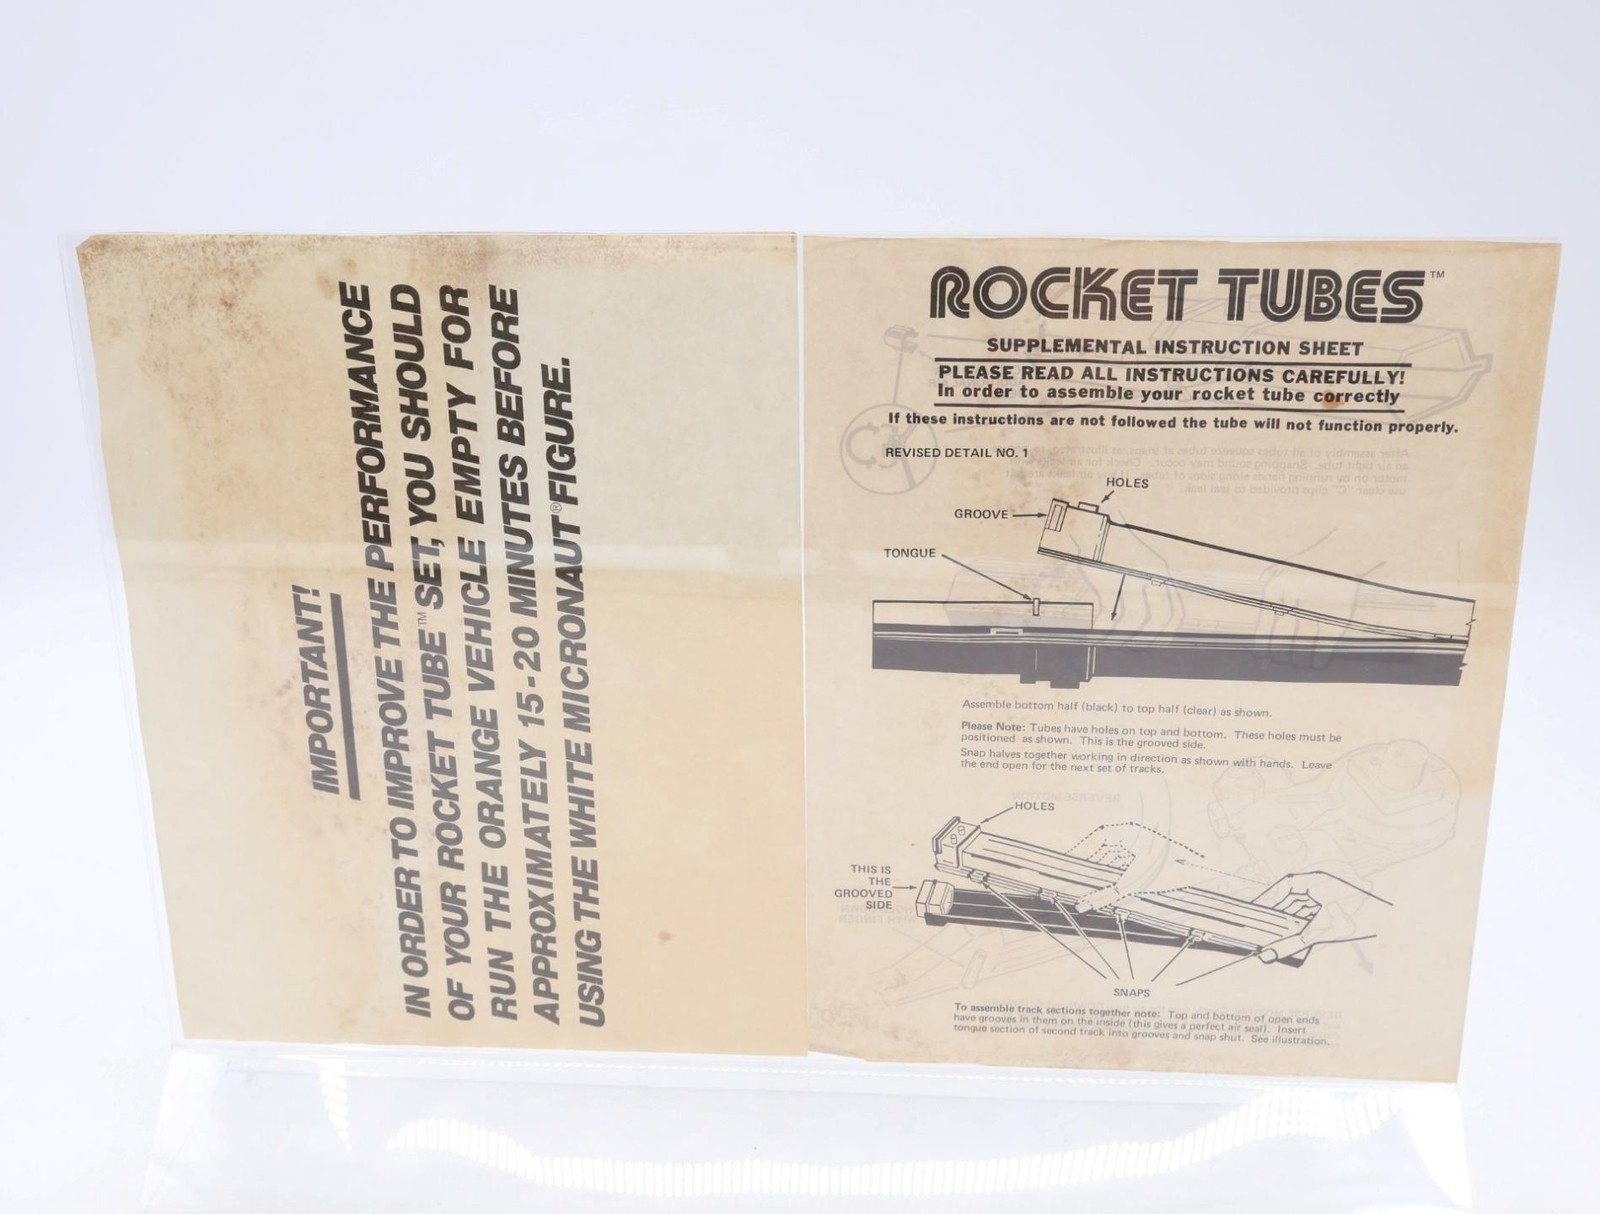 IMPORTANT!
IN ORDER TO IMPROVE THE PERFORMANCE
OF YOUR ROCKET TUBE™ SET, YOU SHOULD
RUN THE ORANGE VEHICLE EMPTY FOR
APPROXIMATELY 15-20 MINUTES BEFORE
USING THE WHITE MICRONAUT® FIGURE.
ROCKET TUBES™
SUPPLEMENTAL INSTRUCTION SHEET
PLEASE READ ALL INSTRUCTIONS CAREFULLY!
In order to assemble your rocket tube correctly
If these instructions are not followed the tube will not function properly.
REVISED DETAIL NO. 1
HOLES
GROOVE
TONGUE
Assemble bottom half (black) to top half (clear) as shown.
Please Note: Tubes have holes on top and bottom. These holes must be
positioned as shown. This is the grooved side.
Snap halves together working in direction as shown with hands. Leave
the end open for the next set of tracks.
HOLES
THIS IS
THE
GROOVED
SIDE
SNAPS
To assemble track sections together note: Top and bottom of open ends
have grooves in them on the inside (this gives a perfect air seal). Insert
tongue section of second track into grooves and snap shut. See illustration.